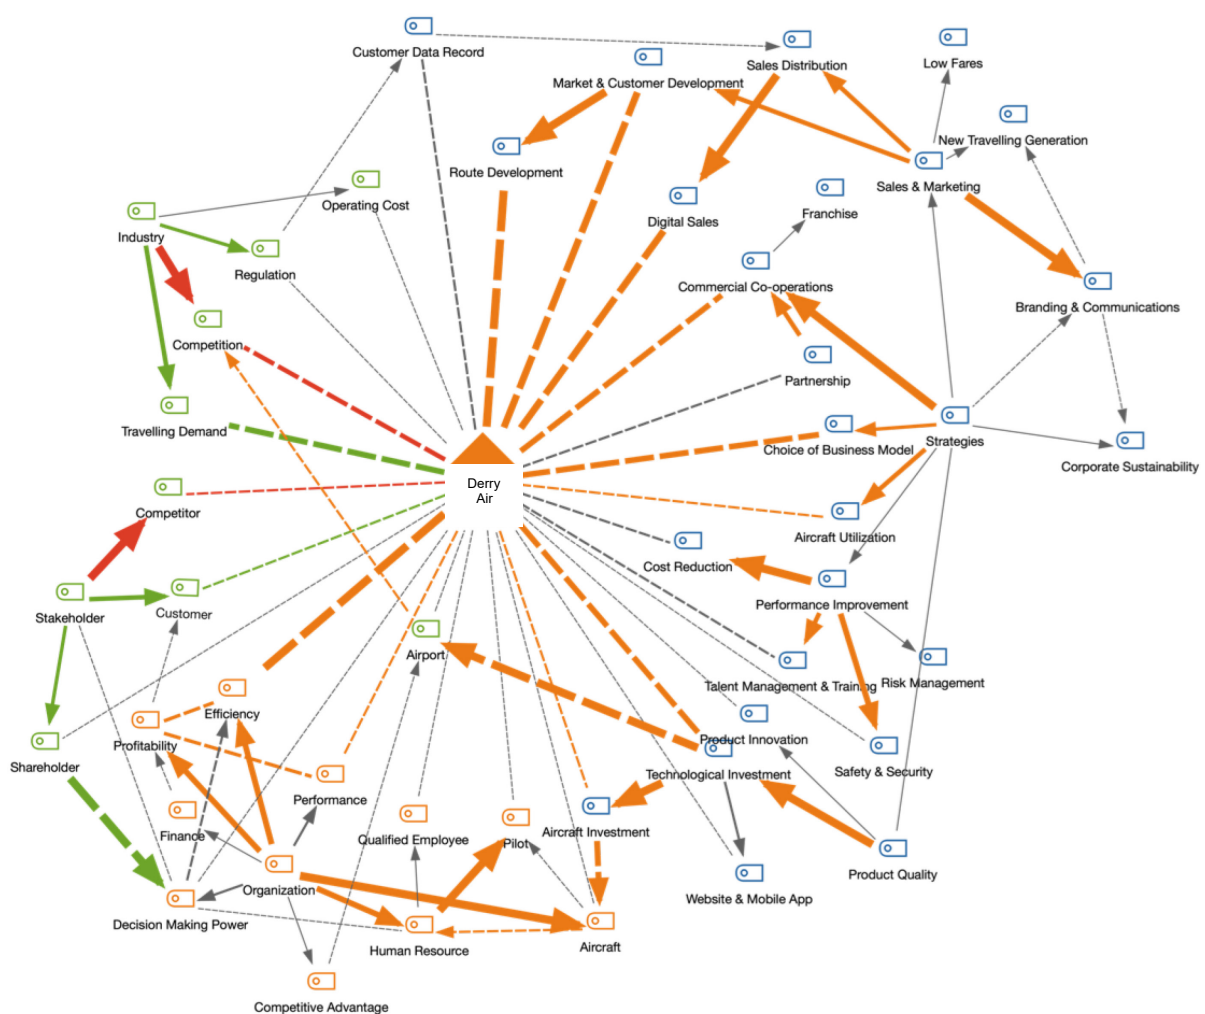 Customer Data Record
Sales Distribution
Low Fares
Market & Customer Development
New Travelling Generation
Route Development
Sales & Marketing
Operating Cost
Franchise
Digital Sales
Industry
Regulation
Commercial Co-operations
Branding & Communications
Competition
Partnership
Travelling Demand
Choice of Business Model
Strategies
Corporate Sustainability
Derry
Air
Competitor
Aircraft Utilization
Cost Reduction
Performance Improvement
Stakeholder
Customer
Airport
Talent Management & Training
Risk Management
Efficiency
Profitability
Product Innovation
Shareholder
Technological Investment
Safety & Security
Performance
Finance
Qualified Employee
Pilot
Aircraft Investment
Product Quality
Organization
Website & Mobile App
Decision Making Power
Human Resource
Aircraft
Competitive Advantage